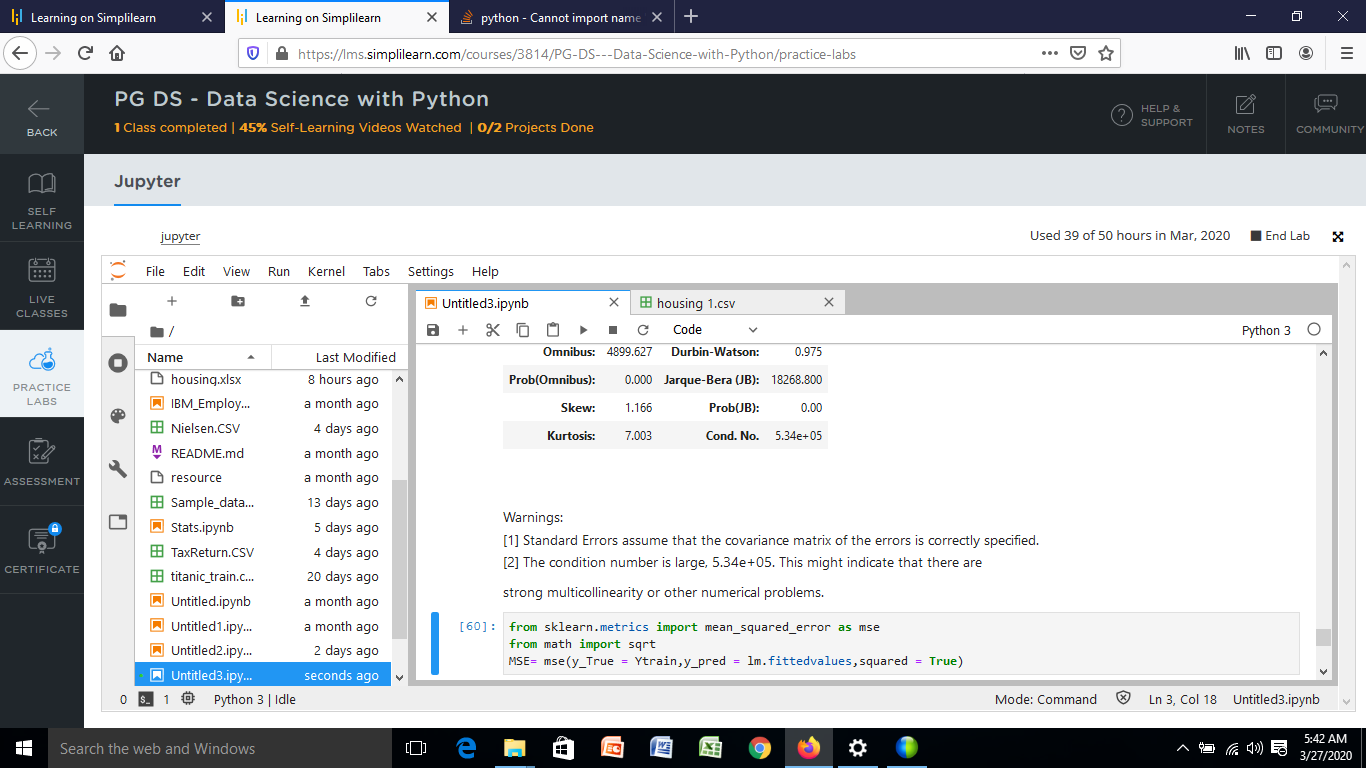 Learning on Simplilearn
Learning on Simplilearn
python - Cannot import name
https://lms.simplilearn.com/courses/3814/PG-DS---Data-Science-with-Python/practice-labs
BACK
PG DS - Data Science with Python
1 Class completed | 45% Self-Learning Videos Watched | 0/2 Projects Done
HELP &
SUPPORT
NOTES
COMMUNITY
SELF
LEARNING
LIVE
CLASSES
PRACTICE
LABS
ASSESSMENT
CERTIFICATE
Jupyter
jupyter
Used 39 of 50 hours in Mar, 2020
End Lab
File Edit View Run Kernel Tabs Settings Help
/
Name Last Modified
housing.xlsx 8 hours ago
IBM_Employ... a month ago
Nielsen.CSV 4 days ago
README.md a month ago
resource a month ago
Sample_data... 13 days ago
Stats.ipynb 5 days ago
TaxReturn.CSV 4 days ago
titanic_train.c... 20 days ago
Untitled.ipynb a month ago
Untitled1.ipy... a month ago
Untitled2.ipy... 2 days ago
Untitled3.ipy... seconds ago
Untitled3.ipynb
housing 1.csv
Code
Python 3
Omnibus: 4899.627 Durbin-Watson: 0.975
Prob(Omnibus): 0.000 Jarque-Bera (JB): 18268.800
Skew: 1.166 Prob(JB): 0.00
Kurtosis: 7.003 Cond. No. 5.34e+05
Warnings:
[1] Standard Errors assume that the covariance matrix of the errors is correctly specified.
[2] The condition number is large, 5.34e+05. This might indicate that there are
strong multicollinearity or other numerical problems.
[60]: from sklearn.metrics import mean_squared_error as mse
from math import sqrt
MSE= mse(y_True = Ytrain,y_pred = lm.fittedvalues,squared = True)
0 $_ 1 Python 3 | Idle
Mode: Command Ln 3, Col 18 Untitled3.ipynb
Search the web and Windows
5:42 AM
3/27/2020